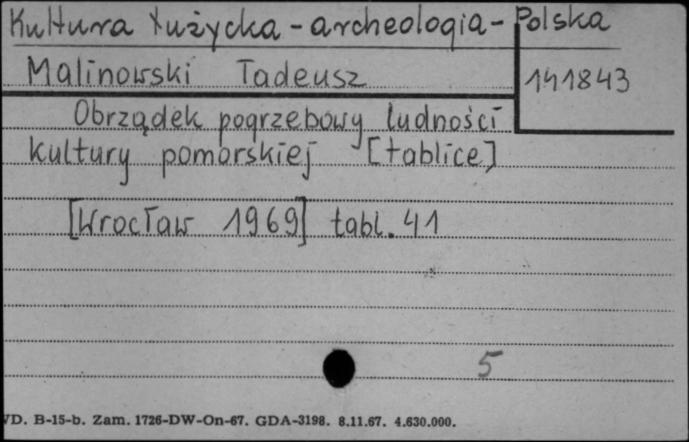 Kultura Łużycka - archeologia - Polska
Malinowski Tadeusz
141843
Obrządek pogrzebowy ludności
Kultury pomorskiej [tablice]
[Wrocław 1969] tabl. 41
5
VD. B-15-b. Zam. 1726-DW-On-67. GDA-3198. 8.11.67. 4.630.000.